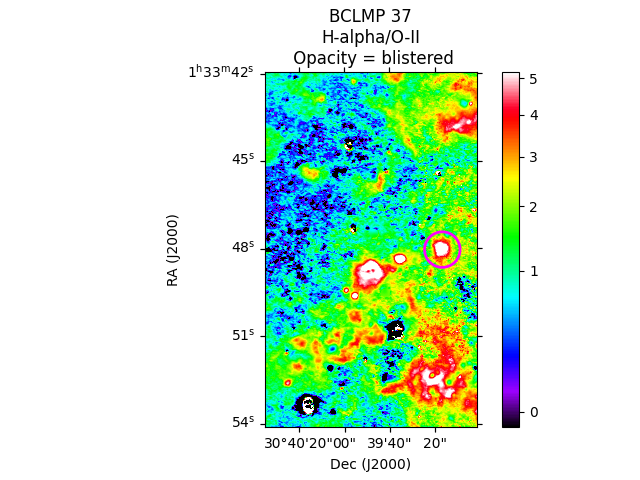 BCLMP 37
H-alpha/O-II
Opacity = blistered
1h33m42s
45s
48s
51s
54s
RA (J2000)
30°40'20"
00"
39'40"
20"
Dec (J2000)
5
4
3
2
1
0